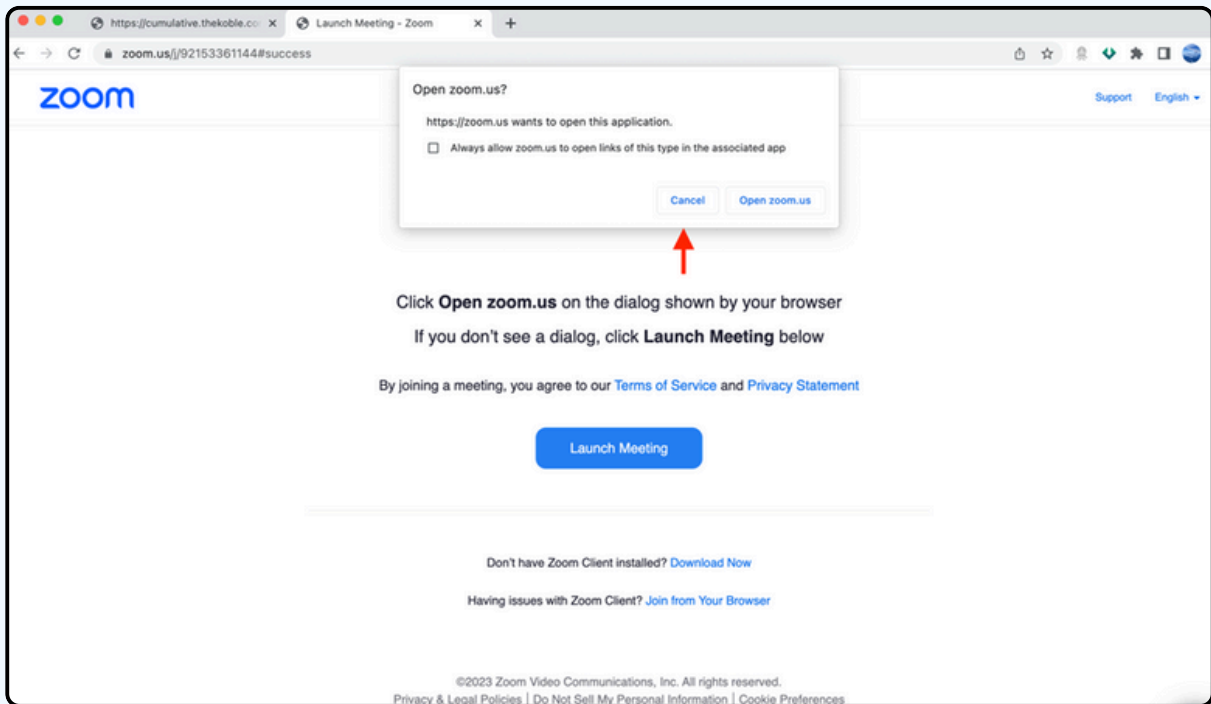 https://cumulative.thekoble.co
Launch Meeting - Zoom
zoom.us/j/92153361144#success
zoom
Support
English
Open zoom.us?
https://zoom.us wants to open this application.
Always allow zoom.us to open links of this type in the associated app
Cancel
Open zoom.us
Click Open zoom.us on the dialog shown by your browser
If you don't see a dialog, click Launch Meeting below
By joining a meeting, you agree to our Terms of Service and Privacy Statement
Launch Meeting
Don't have Zoom Client installed? Download Now
Having issues with Zoom Client? Join from Your Browser
©2023 Zoom Video Communications, Inc. All rights reserved.
Privacy & Legal Policies | Do Not Sell My Personal Information | Cookie Preferences